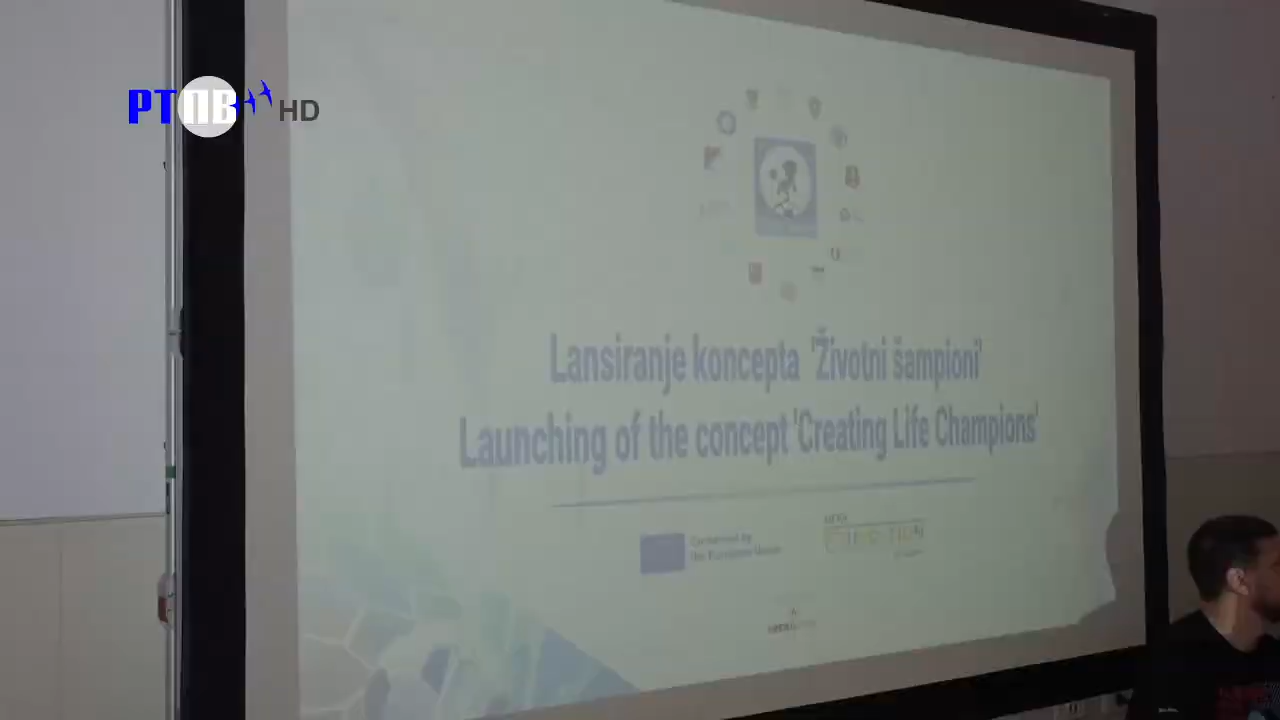 РТПВ HD
Lansiranje koncepta 'Životni šampioni'
Launching of the concept 'Creating Life Champions'
Co-funded by
the European Union